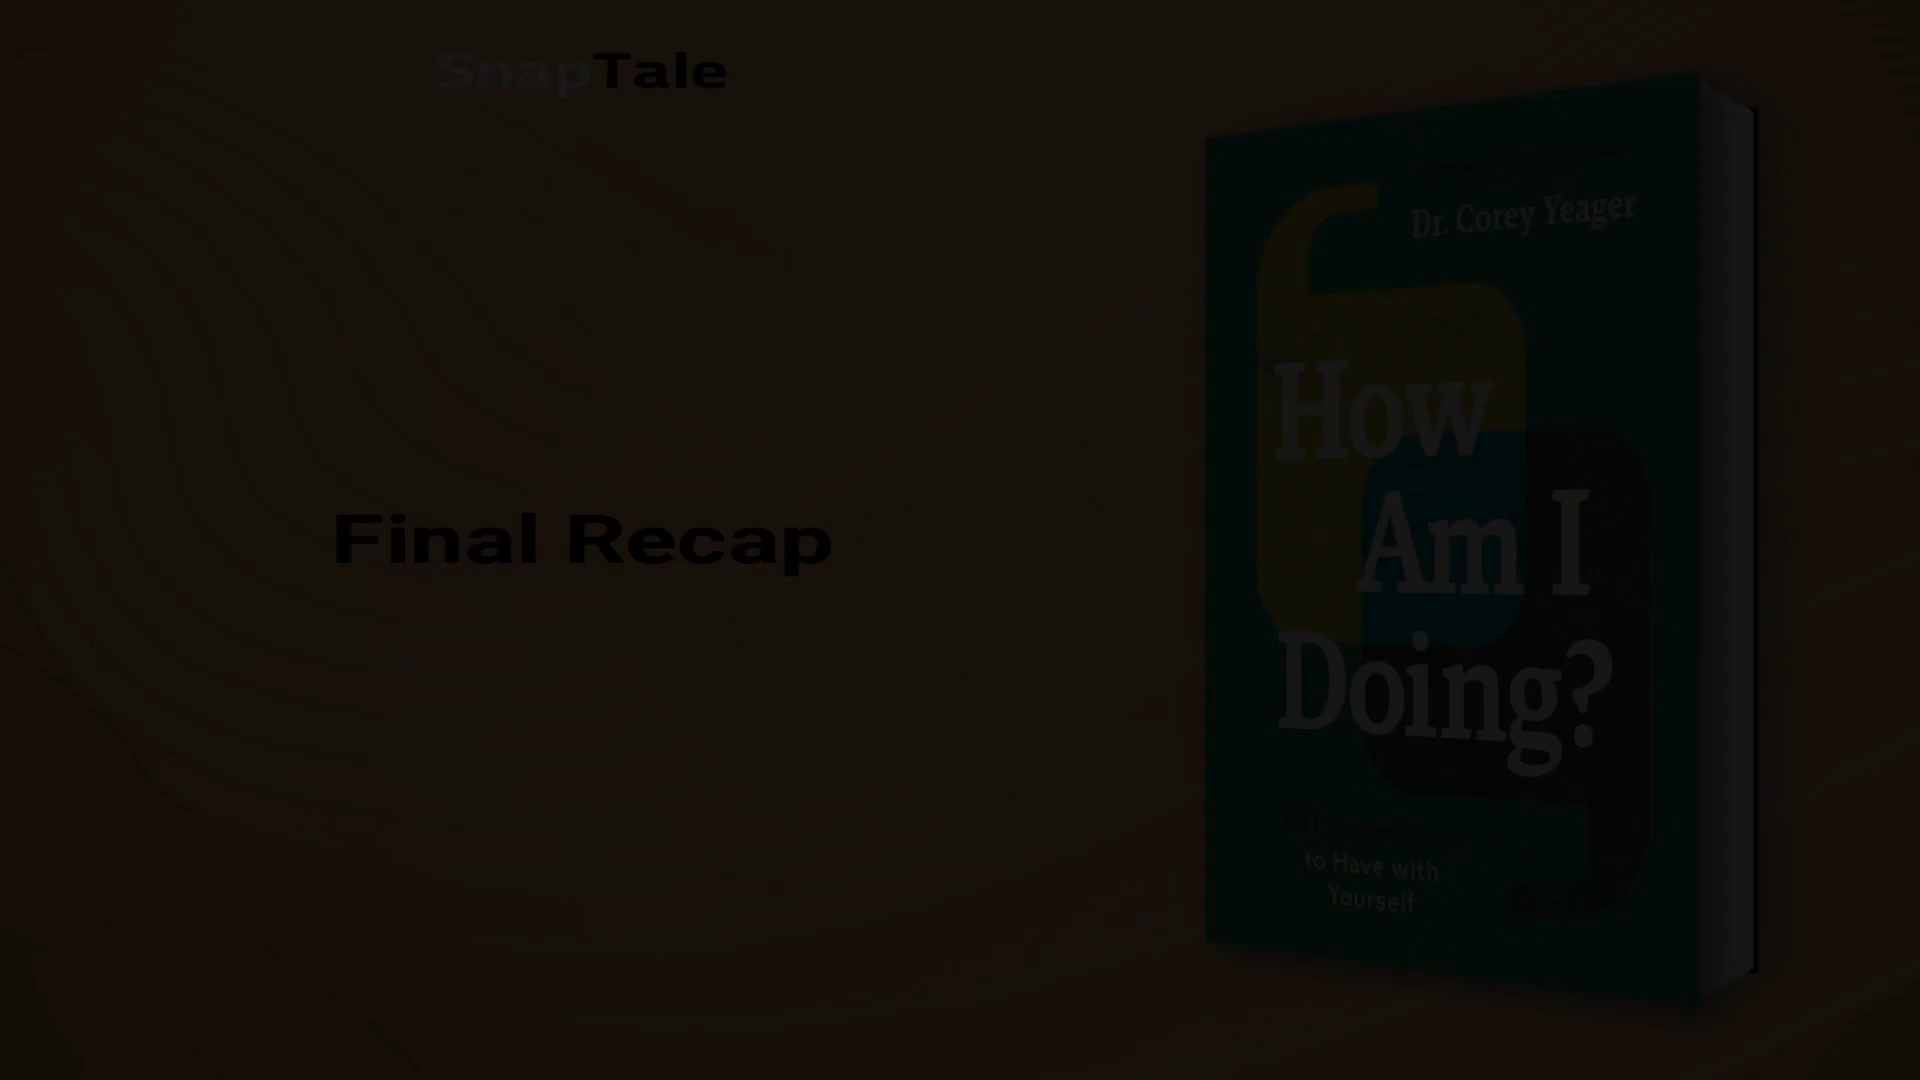 SnapTale
Final Recap
Dr. Corey Yeager
How
Am I
Doing?
to Have with
Yourself